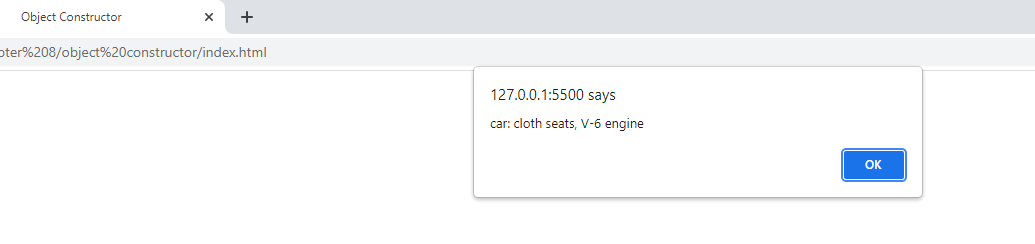 Object Constructor
pter%208/object%20constructor/index.html
127.0.0.1:5500 says
car: cloth seats, V-6 engine
OK